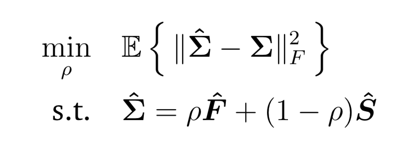 min_ρ 𝔼 { ‖Σ̂ − Σ‖²_F }
s.t. Σ̂ = ρF̂ + (1 − ρ)Ŝ